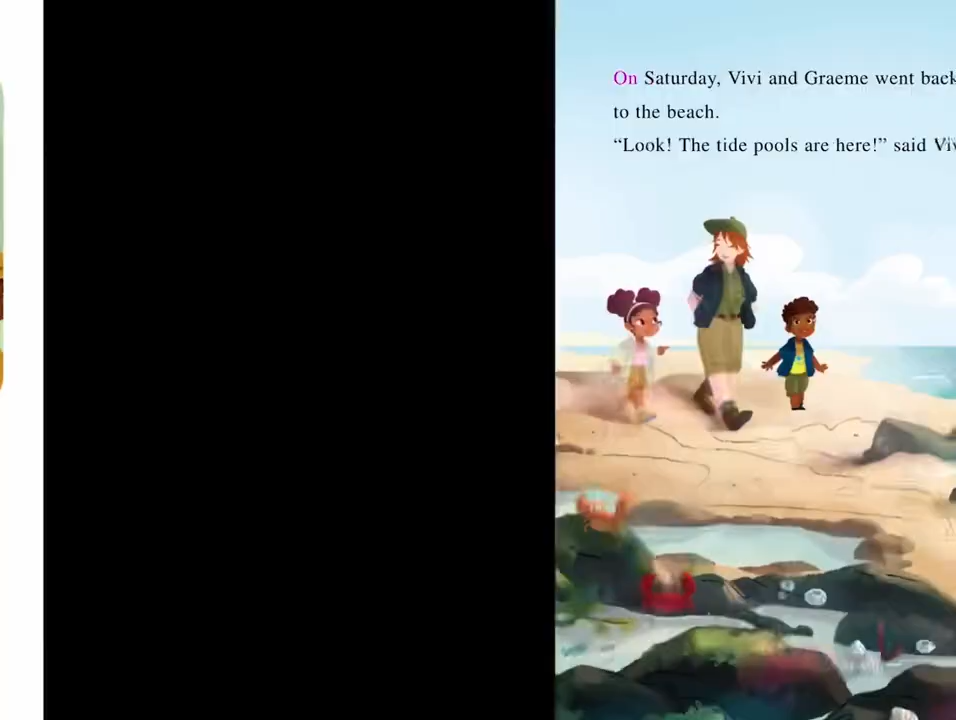 On Saturday, Vivi and Graeme went back
to the beach.
“Look! The tide pools are here!” said